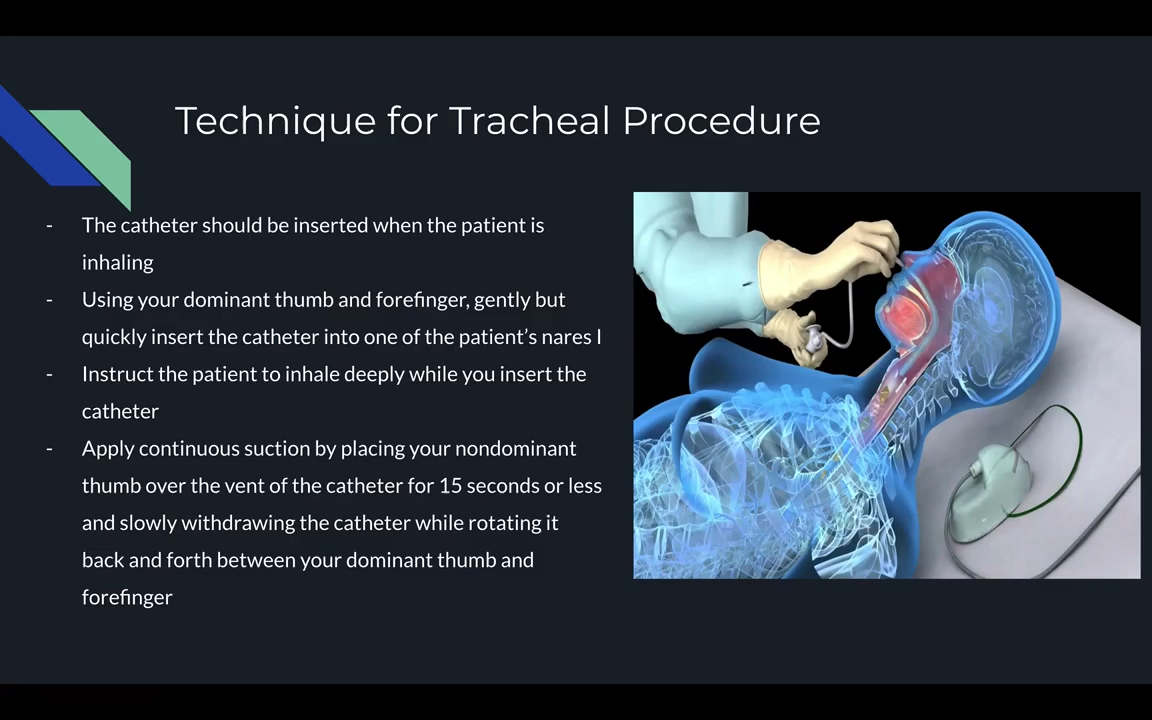 Technique for Tracheal Procedure
- The catheter should be inserted when the patient is
inhaling
- Using your dominant thumb and forefinger, gently but
quickly insert the catheter into one of the patient’s nares I
- Instruct the patient to inhale deeply while you insert the
catheter
- Apply continuous suction by placing your nondominant
thumb over the vent of the catheter for 15 seconds or less
and slowly withdrawing the catheter while rotating it
back and forth between your dominant thumb and
forefinger